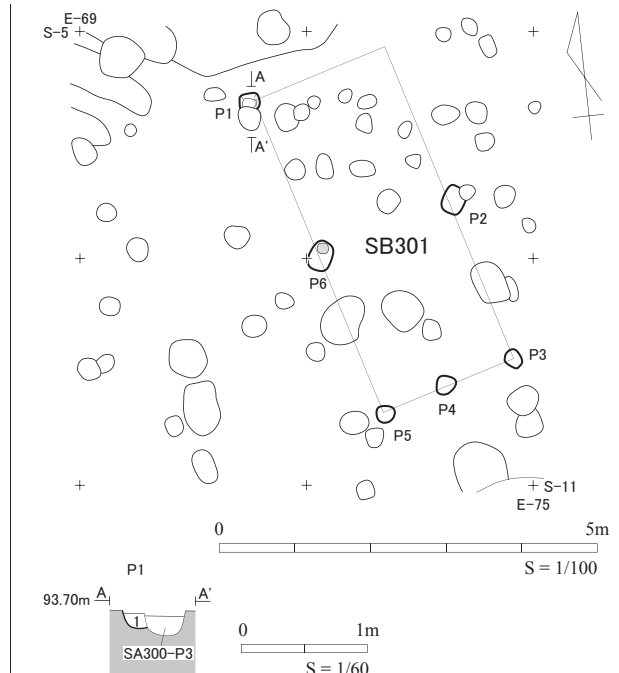 E-69
S-5
A
P1
A'
P2
SB301
P6
P3
P4
P5
S-11
E-75
0 5m
S = 1/100
P1
93.70m A A'
1
SA300-P3
0 1m
S = 1/60